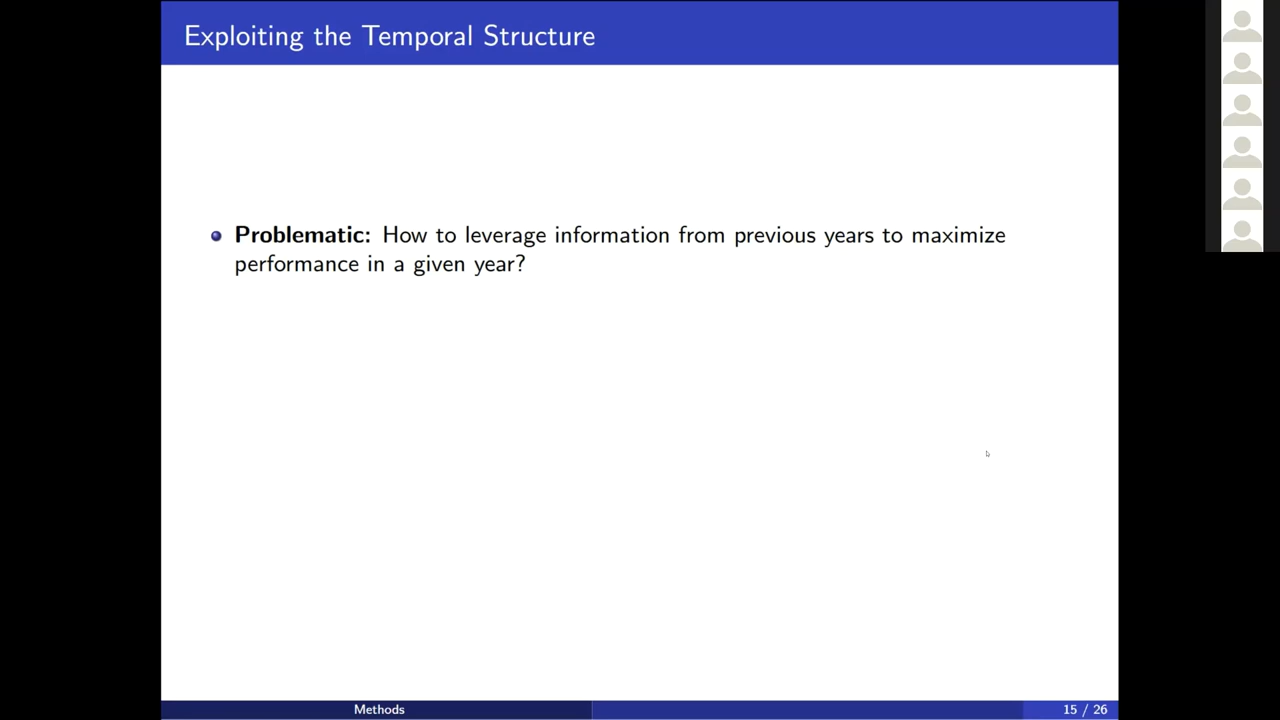 Exploiting the Temporal Structure
Problematic: How to leverage information from previous years to maximize
performance in a given year?
Methods
15 / 26